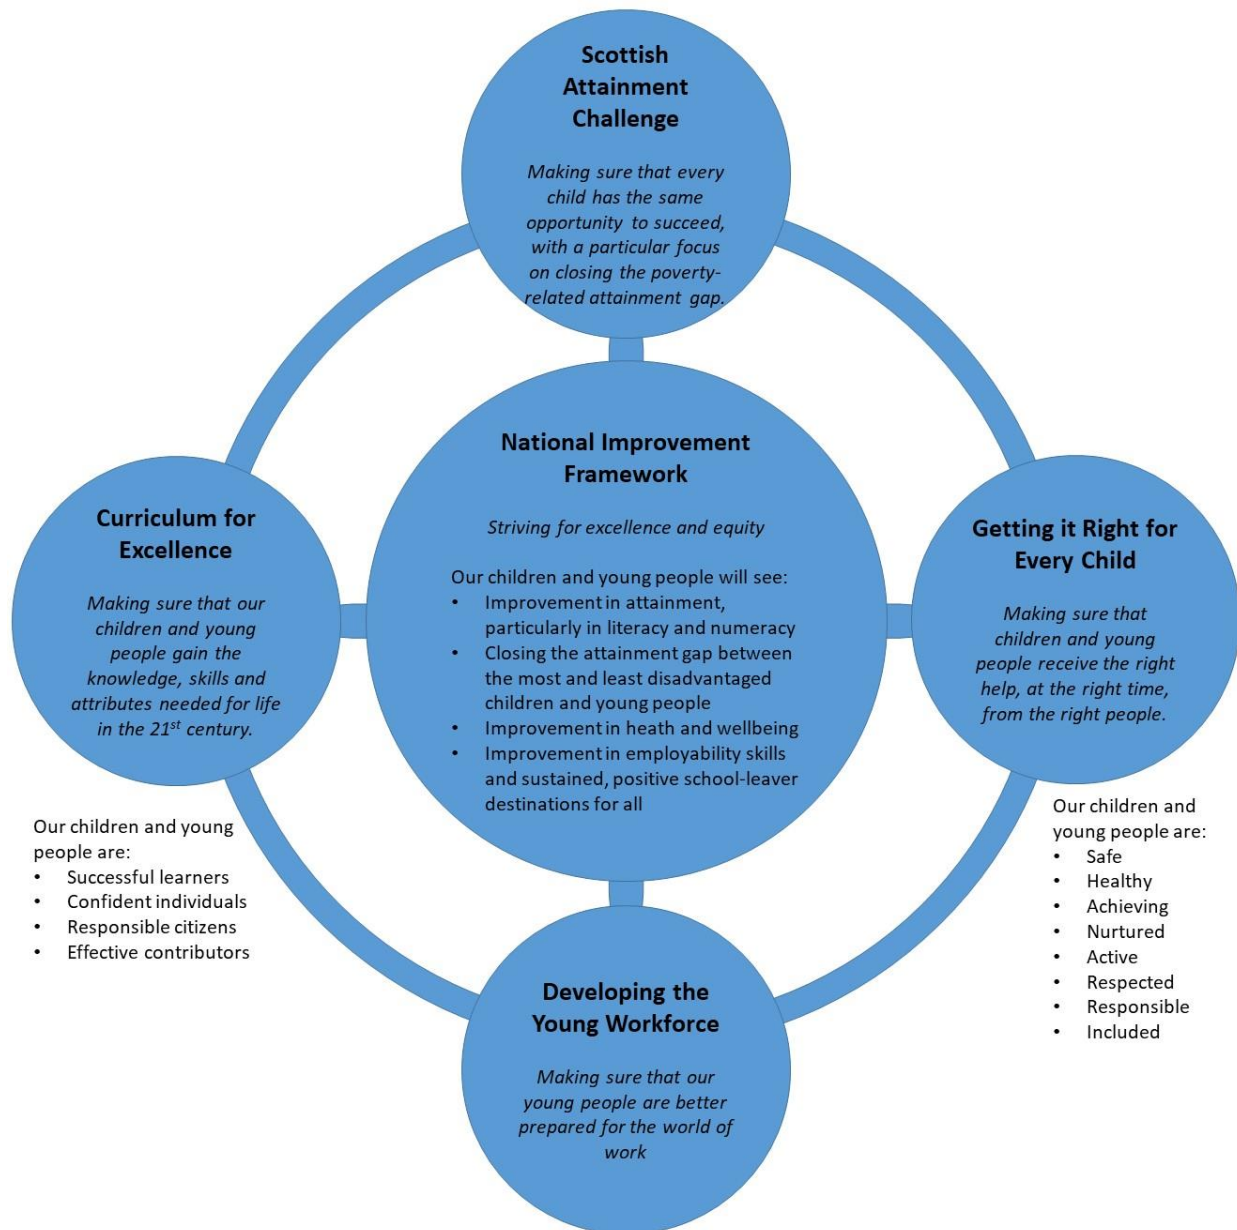 Scottish
Attainment
Challenge
Making sure that every
child has the same
opportunity to succeed,
with a particular focus
on closing the poverty-
related attainment gap.
National Improvement
Framework
Striving for excellence and equity
Our children and young people will see:
• Improvement in attainment,
particularly in literacy and numeracy
• Closing the attainment gap between
the most and least disadvantaged
children and young people
• Improvement in heath and wellbeing
• Improvement in employability skills
and sustained, positive school-leaver
destinations for all
Curriculum for
Excellence
Making sure that our
children and young
people gain the
knowledge, skills and
attributes needed for life
in the 21st century.
Our children and young
people are:
• Successful learners
• Confident individuals
• Responsible citizens
• Effective contributors
Getting it Right for
Every Child
Making sure that
children and young
people receive the right
help, at the right time,
from the right people.
Our children and
young people are:
• Safe
• Healthy
• Achieving
• Nurtured
• Active
• Respected
• Responsible
• Included
Developing the
Young Workforce
Making sure that our
young people are better
prepared for the world of
work